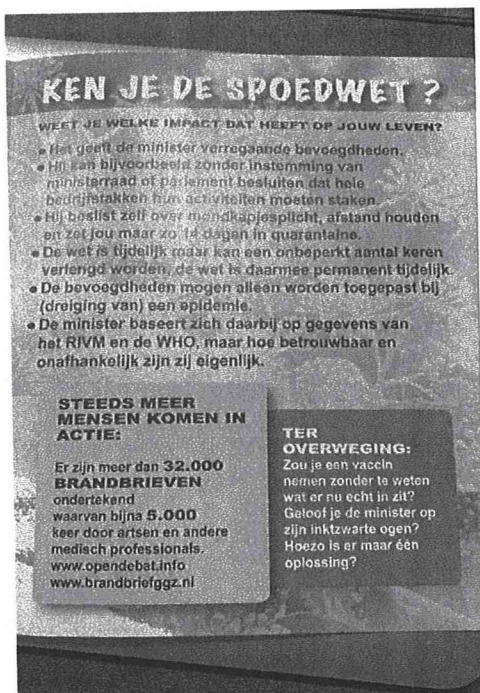 KEN JE DE SPOEDWET ?
WEET JE WELKE IMPACT DAT HEEFT OP JOUW LEVEN?
• Het geeft de minister verregaande bevoegdheden.
• Hij kan bijvoorbeeld zonder instemming van
ministerraad of parlement besluiten dat hele
bedrijfstakken hun activiteiten moeten staken.
• Hij beslist zelf over mondkapjesplicht, afstand houden
en zet jou maar zo 14 dagen in quarantaine.
• De wet is tijdelijk maar kan een onbeperkt aantal keren
verlengd worden, de wet is daarmee permanent tijdelijk.
• De bevoegdheden mogen alleen worden toegepast bij
(dreiging van) een epidemie.
• De minister baseert zich daarbij op gegevens van
het RIVM en de WHO, maar hoe betrouwbaar en
onafhankelijk zijn zij eigenlijk.
STEEDS MEER
MENSEN KOMEN IN
ACTIE:
Er zijn meer dan 32.000
BRANDBRIEVEN
ondertekend
waarvan bijna 5.000
keer door artsen en andere
medisch professionals.
www.opendebat.info
www.brandbriefggz.nl
TER
OVERWEGING:
Zou je een vaccin
nemen zonder te weten
wat er nu echt in zit?
Geloof je de minister op
zijn inktzwarte ogen?
Hoezo is er maar één
oplossing?